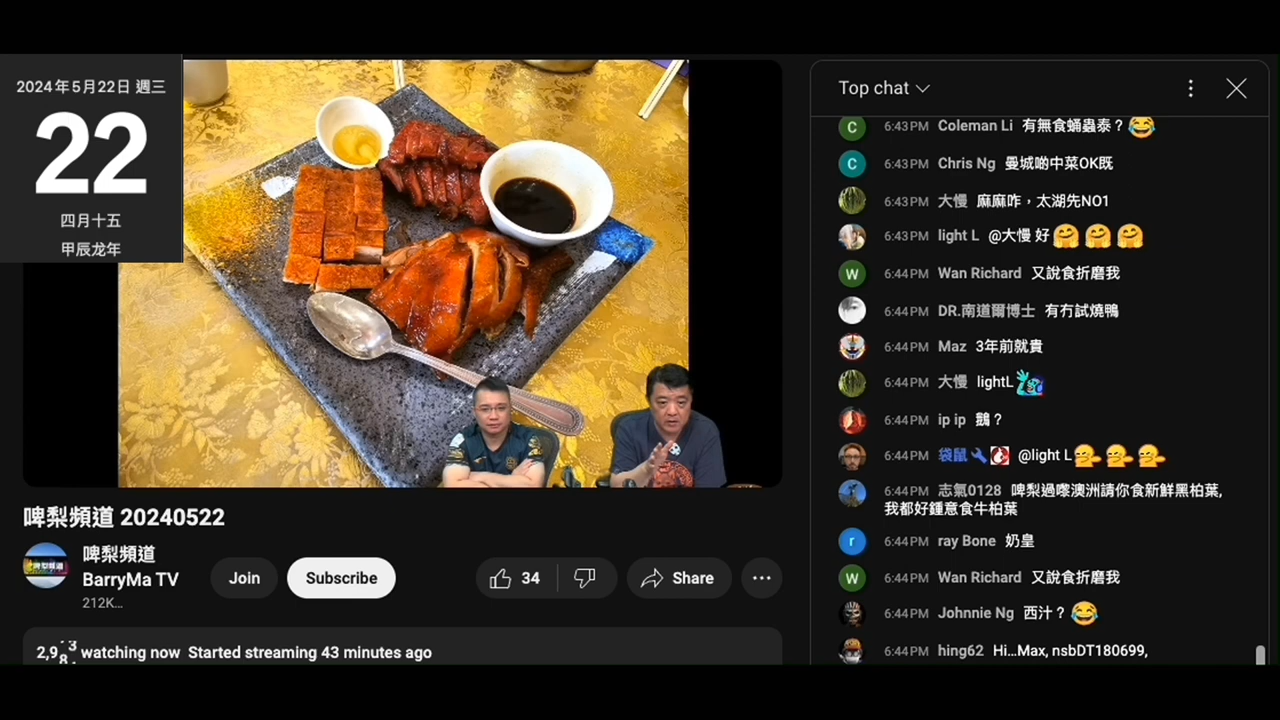 2024年5月22日 週三
22
四月十五
甲辰龙年
啤梨頻道 20240522
啤梨頻道
BarryMa TV
212K...
Join
Subscribe
34
Share
watching now Started streaming 43 minutes ago
Top chat
C 6:43PM Coleman Li 有無食蛹蟲泰?
C 6:43PM Chris Ng 曼城啲中菜OK既
6:43PM 大慢 麻麻咋，太湖先NO1
6:43PM light L @大慢 好
W 6:44PM Wan Richard 又說食折磨我
6:44PM DR.南道爾博士 有冇試燒鴨
6:44PM Maz 3年前就貴
6:44PM 大慢 lightL
6:44PM ip ip 鵝？
6:44PM 袋鼠 @light L
6:44PM 志氣0128 啤梨過嚟澳洲請你食新鮮黑柏葉,
我都好鍾意食牛柏葉
r 6:44PM ray Bone 奶皇
W 6:44PM Wan Richard 又說食折磨我
6:44PM Johnnie Ng 西汁？
6:44PM hing62 Hi...Max, nsbDT180699,